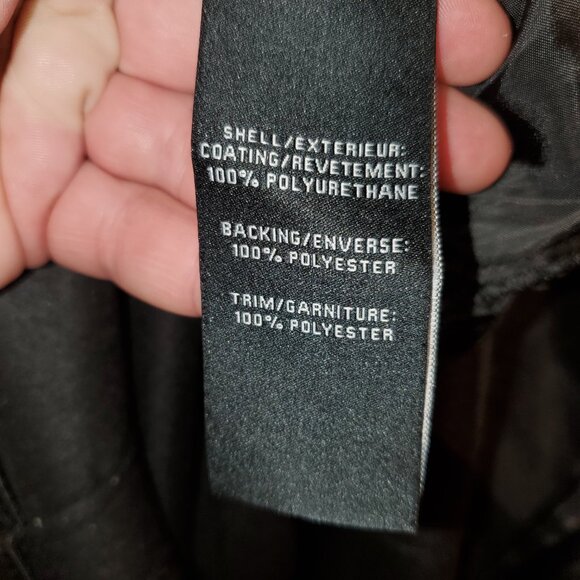 SHELL/EXTERIEUR:
COATING/REVETEMENT:
100% POLYURETHANE
BACKING/ENVERSE:
100% POLYESTER
TRIM/GARNITURE:
100% POLYESTER